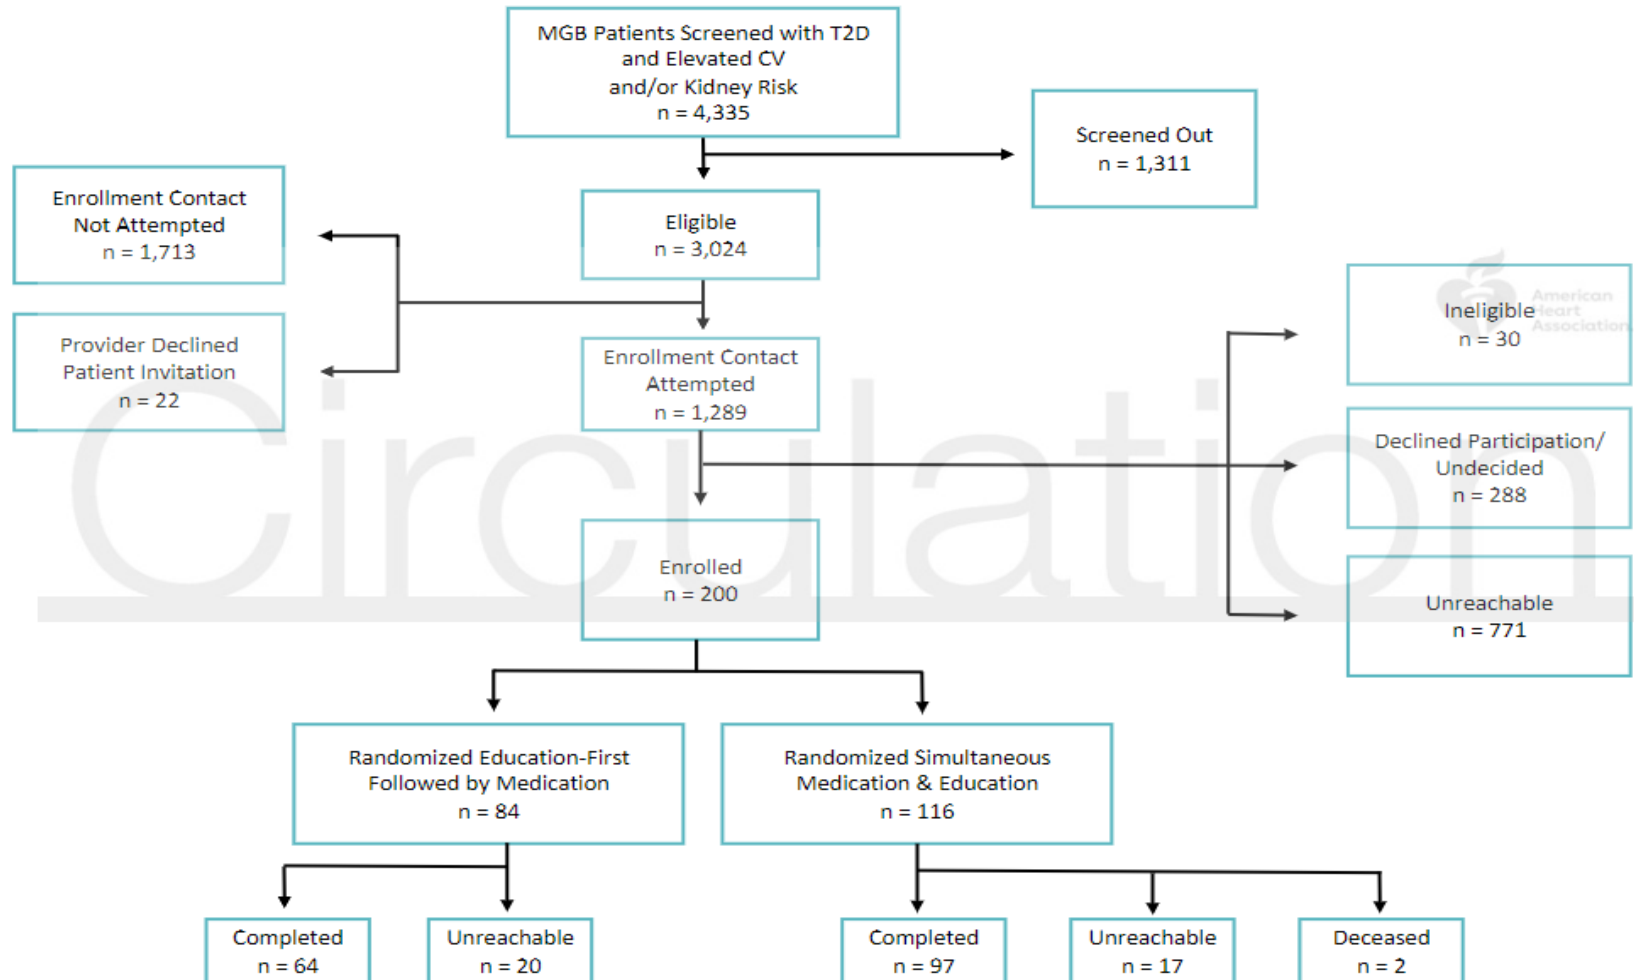 MGB Patients Screened with T2D
and Elevated CV
and/or Kidney Risk
n = 4,335
Screened Out
n = 1,311
Enrollment Contact
Not Attempted
n = 1,713
Eligible
n = 3,024
Provider Declined
Patient Invitation
n = 22
Enrollment Contact
Attempted
n = 1,289
American
Heart
Association
Ineligible
n = 30
Declined Participation/
Undecided
n = 288
Circulation
Enrolled
n = 200
Unreachable
n = 771
Randomized Education-First
Followed by Medication
n = 84
Randomized Simultaneous
Medication & Education
n = 116
Completed
n = 64
Unreachable
n = 20
Completed
n = 97
Unreachable
n = 17
Deceased
n = 2